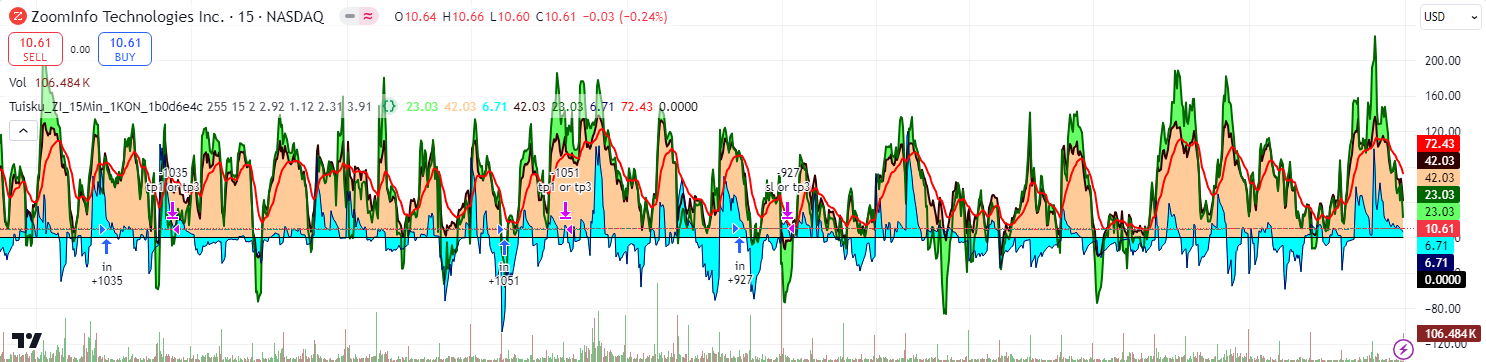 Z ZoomInfo Technologies Inc. · 15 · NASDAQ O10.64 H10.66 L10.60 C10.61 −0.03 (−0.24%) USD
10.61 SELL 0.00 10.61 BUY
Vol 106.484 K
Tuisku_ZI_15Min_1KON_1b0d6e4c 255 15 2 2.92 1.12 2.31 3.91 {} 23.03 42.03 6.71 42.03 23.03 6.71 72.43 0.0000
-1035
tp1 or tp3
in
+1035
-1051
tp1 or tp3
in
+1051
-927
sl or tp3
in
+927
200.00
160.00
120.00
72.43
42.03
42.03
23.03
23.03
10.61
6.71
6.71
0.0000
−80.00
106.484 K
−120.00